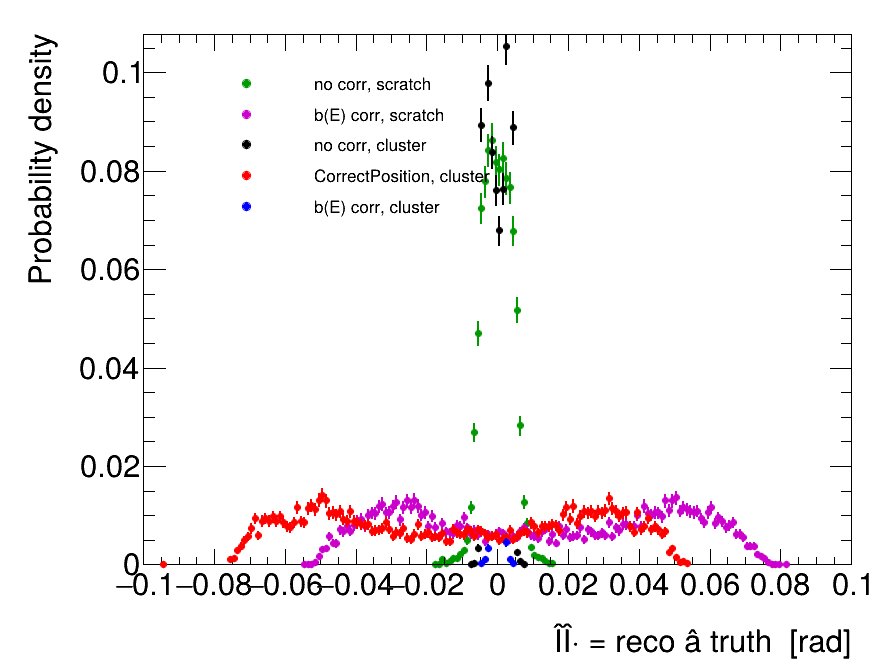 Probability density
0.1
0.08
0.06
0.04
0.02
0
no corr, scratch
b(E) corr, scratch
no corr, cluster
CorrectPosition, cluster
b(E) corr, cluster
−0.1 −0.08 −0.06 −0.04 −0.02 0 0.02 0.04 0.06 0.08 0.1
ÎÎ· = reco â truth [rad]